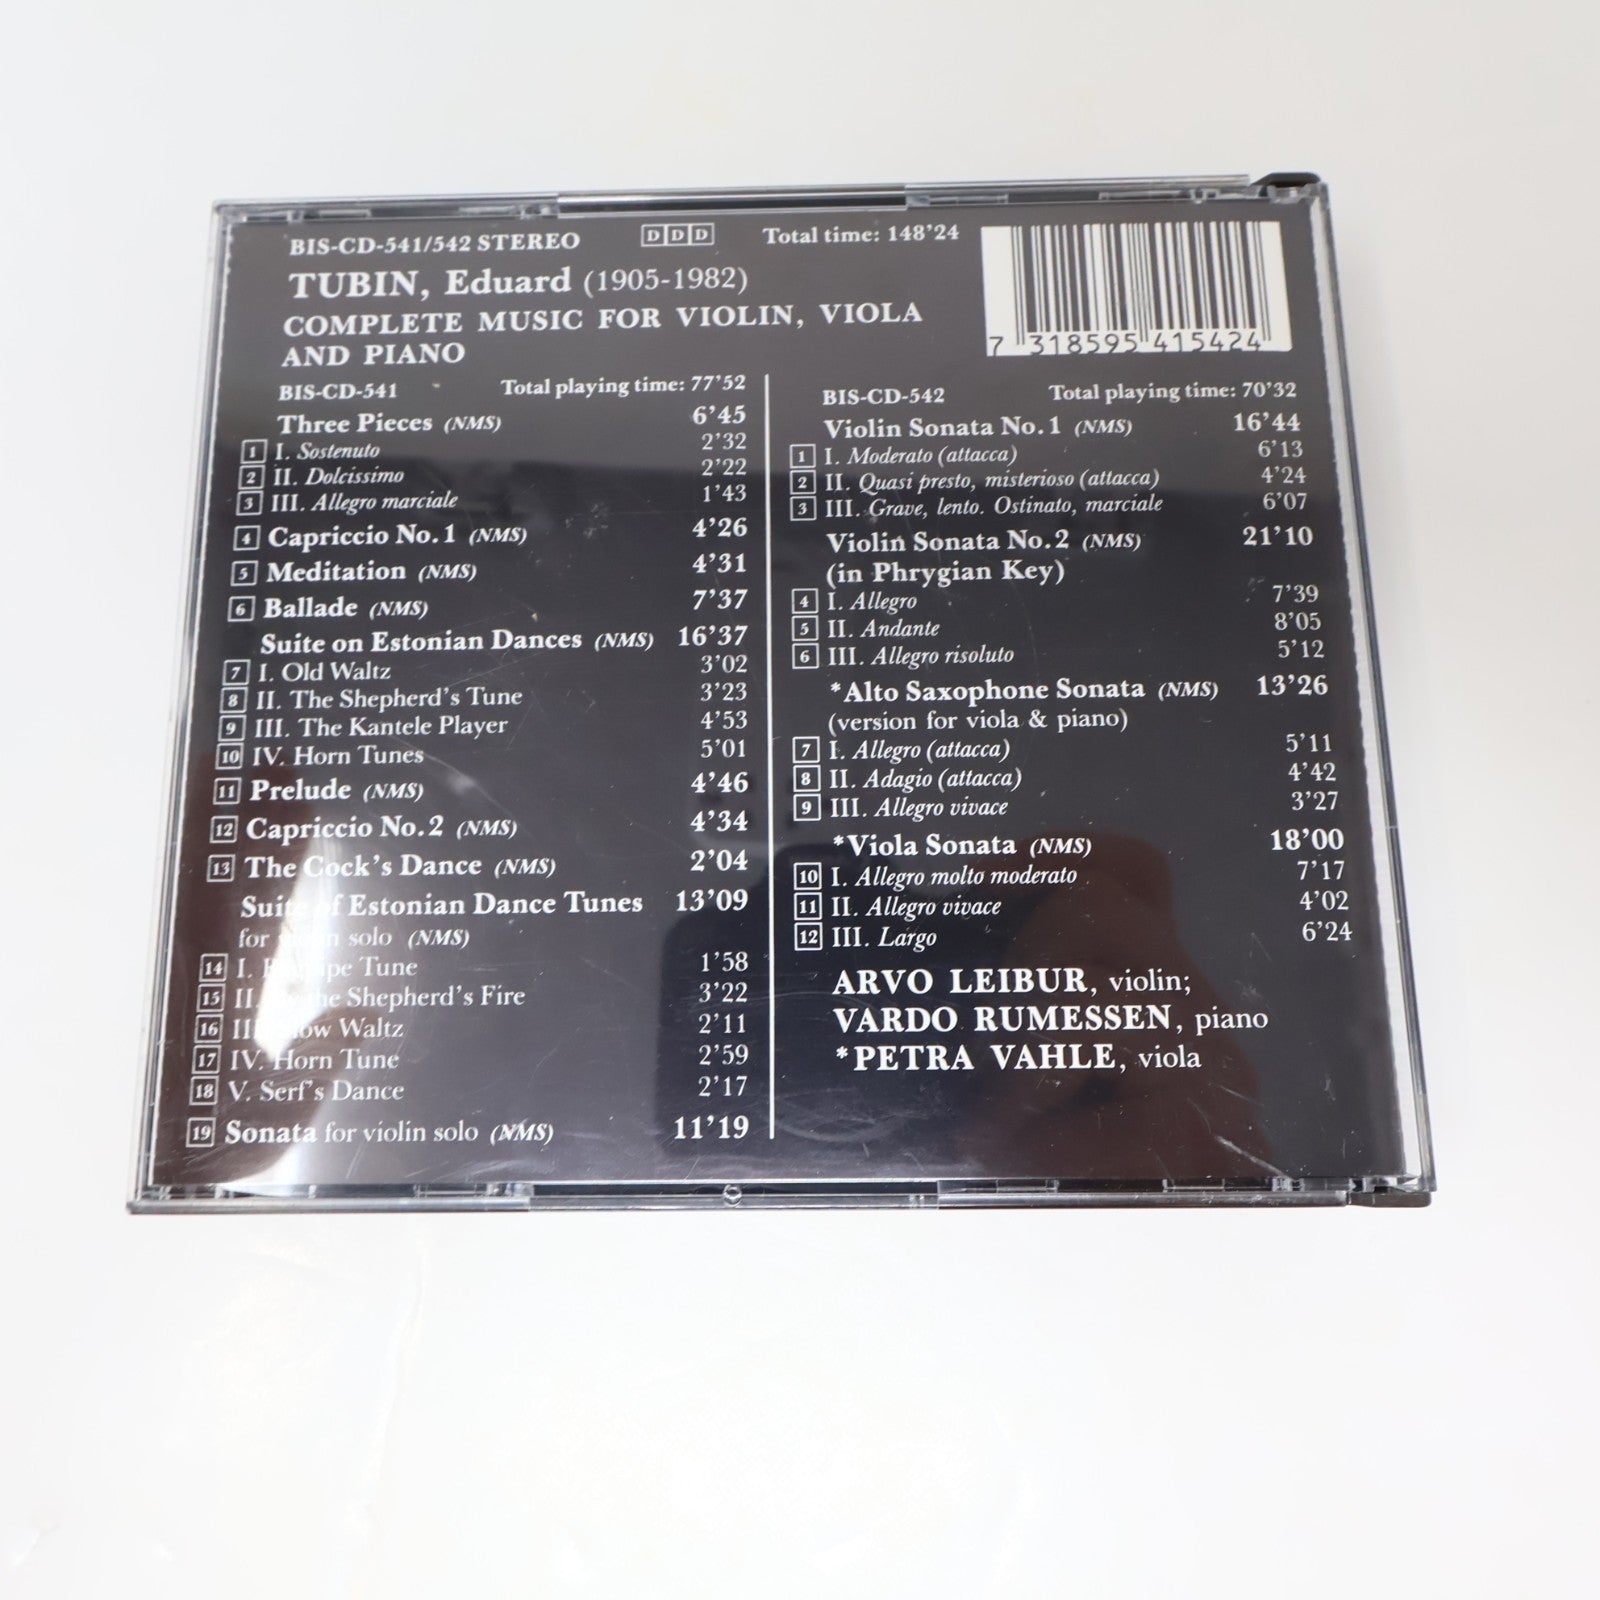 BIS-CD-541/542 STEREO DDD Total time: 148'24
TUBIN, Eduard (1905-1982)
COMPLETE MUSIC FOR VIOLIN, VIOLA
AND PIANO
7 318595 415424
BIS-CD-541 Total playing time: 77'52
Three Pieces (NMS) 6'45
1 I. Sostenuto 2'32
2 II. Dolcissimo 2'22
3 III. Allegro marciale 1'43
4 Capriccio No. 1 (NMS) 4'26
5 Meditation (NMS) 4'31
6 Ballade (NMS) 7'37
Suite on Estonian Dances (NMS) 16'37
7 I. Old Waltz 3'02
8 II. The Shepherd's Tune 3'23
9 III. The Kantele Player 4'53
10 IV. Horn Tunes 5'01
11 Prelude (NMS) 4'46
12 Capriccio No. 2 (NMS) 4'34
13 The Cock's Dance (NMS) 2'04
Suite of Estonian Dance Tunes 13'09
for violin solo (NMS)
14 I. Tune 1'58
15 II. the Shepherd's Fire 3'22
16 III. Waltz 2'11
17 IV. Horn Tune 2'59
18 V. Serf's Dance 2'17
19 Sonata for violin solo (NMS) 11'19
BIS-CD-542 Total playing time: 70'32
Violin Sonata No. 1 (NMS) 16'44
1 I. Moderato (attacca) 6'13
2 II. Quasi presto, misterioso (attacca) 4'24
3 III. Grave, lento. Ostinato, marciale 6'07
Violin Sonata No. 2 (NMS) 21'10
(in Phrygian Key)
4 I. Allegro 7'39
5 II. Andante 8'05
6 III. Allegro risoluto 5'12
*Alto Saxophone Sonata (NMS) 13'26
(version for viola & piano)
7 I. Allegro (attacca) 5'11
8 II. Adagio (attacca) 4'42
9 III. Allegro vivace 3'27
*Viola Sonata (NMS) 18'00
10 I. Allegro molto moderato 7'17
11 II. Allegro vivace 4'02
12 III. Largo 6'24
ARVO LEIBUR, violin;
VARDO RUMESSEN, piano
*PETRA VAHLE, viola